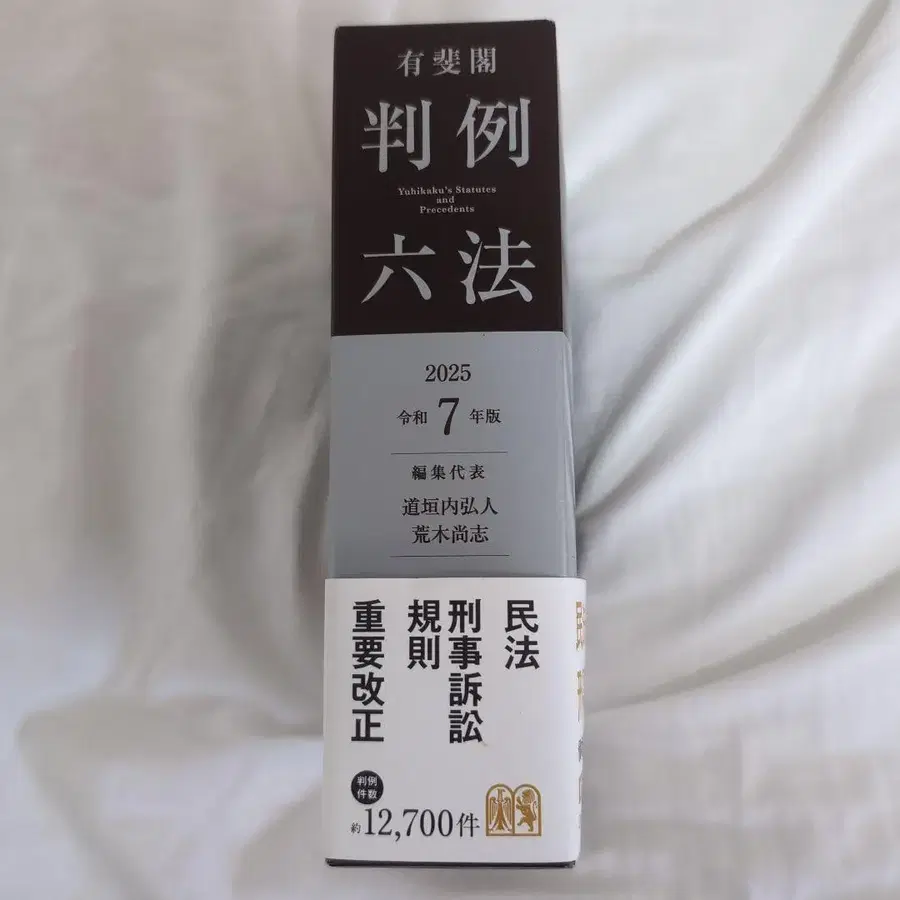 有斐閣
判例
Yuhikaku's Statutes
and
Precedents
六法
2025
令和7年版
編集代表
道垣内弘人
荒木尚志
民法
刑事訴訟
規則
重要改正
判例
件数
約12,700件